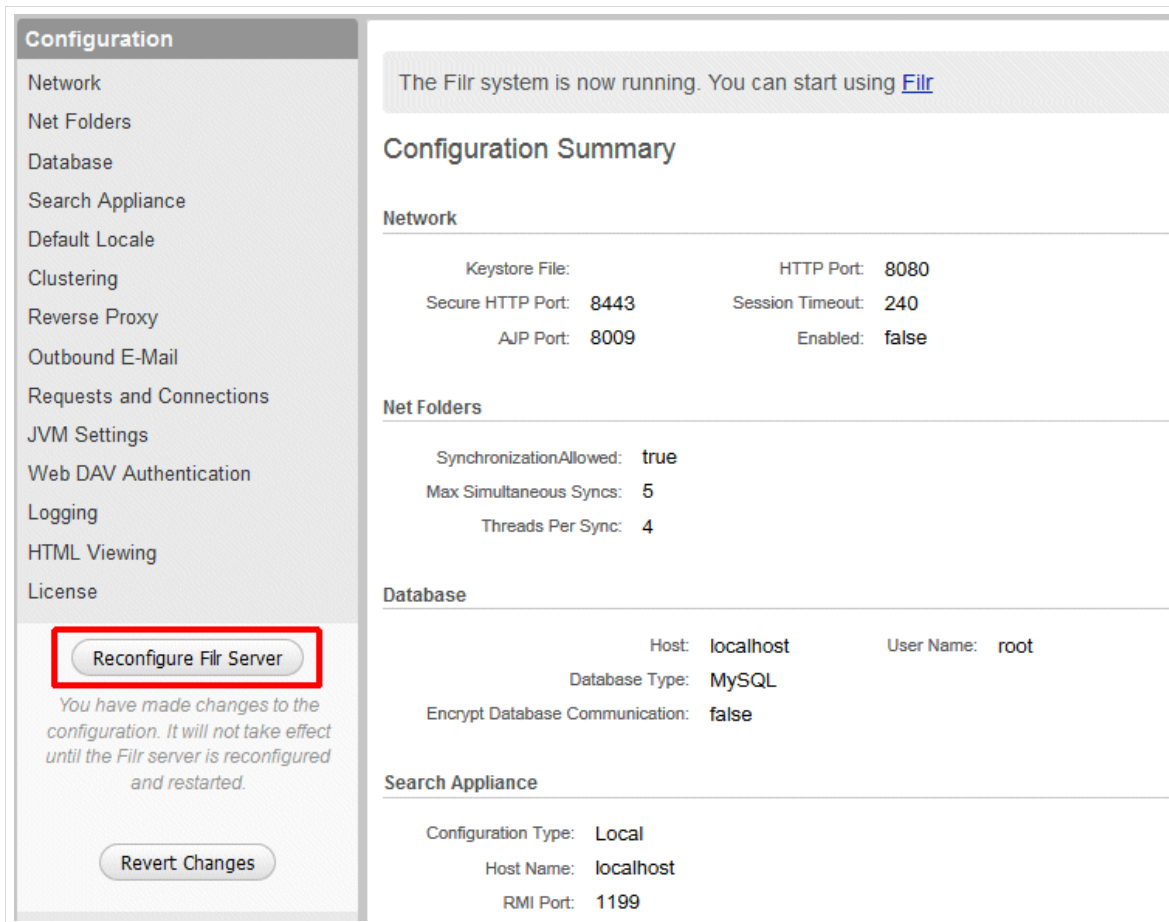 Configuration
Network
Net Folders
Database
Search Appliance
Default Locale
Clustering
Reverse Proxy
Outbound E-Mail
Requests and Connections
JVM Settings
Web DAV Authentication
Logging
HTML Viewing
License
Reconfigure Filr Server
You have made changes to the
configuration. It will not take effect
until the Filr server is reconfigured
and restarted.
Revert Changes
The Filr system is now running. You can start using Filr
Configuration Summary
Network
Keystore File: HTTP Port: 8080
Secure HTTP Port: 8443 Session Timeout: 240
AJP Port: 8009 Enabled: false
Net Folders
SynchronizationAllowed: true
Max Simultaneous Syncs: 5
Threads Per Sync: 4
Database
Host: localhost User Name: root
Database Type: MySQL
Encrypt Database Communication: false
Search Appliance
Configuration Type: Local
Host Name: localhost
RMI Port: 1199